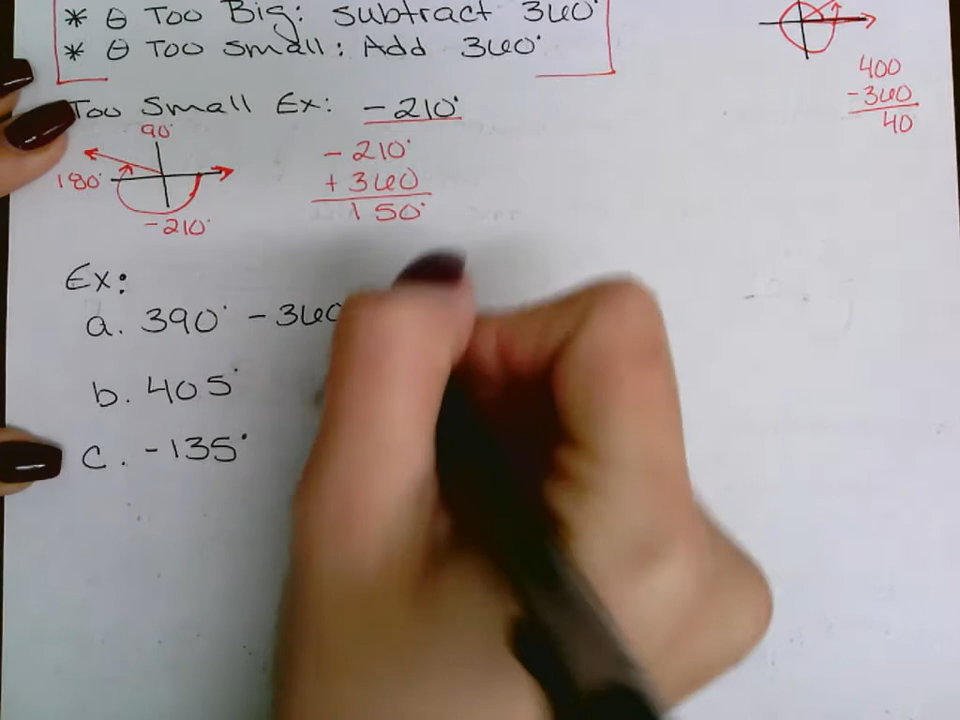 * θ Too Big: subtract 360°
* θ Too small: Add 360°
400
-360
40
Too Small Ex: -210°
90°
180°
-210°
-210°
+360
150°
Ex:
a. 390° - 360
b. 405°
c. -135°